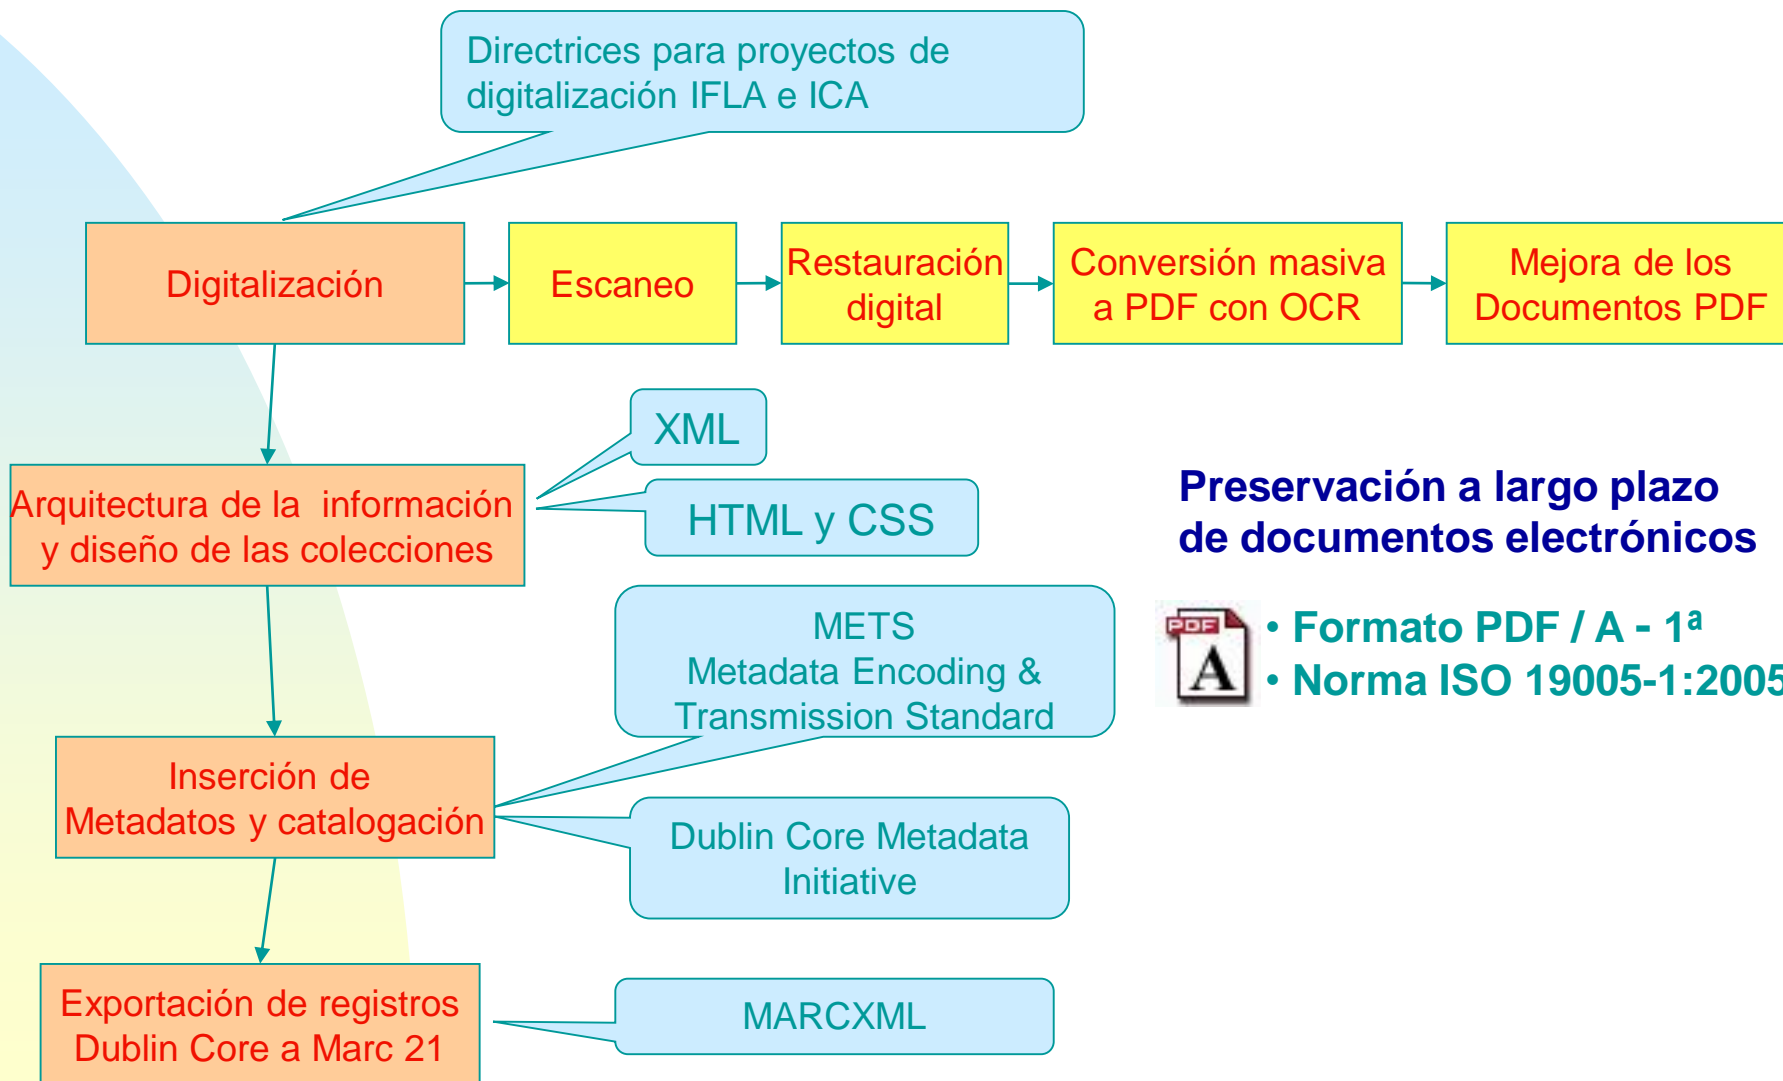 Directrices para proyectos de
digitalización IFLA e ICA
Digitalización
Escaneo
Restauración
digital
Conversión masiva
a PDF con OCR
Mejora de los
Documentos PDF
XML
HTML y CSS
Arquitectura de la información
y diseño de las colecciones
Preservación a largo plazo
de documentos electrónicos
PDF
A
• Formato PDF / A - 1ª
• Norma ISO 19005-1:2005
METS
Metadata Encoding &
Transmission Standard
Inserción de
Metadatos y catalogación
Dublin Core Metadata
Initiative
Exportación de registros
Dublin Core a Marc 21
MARCXML